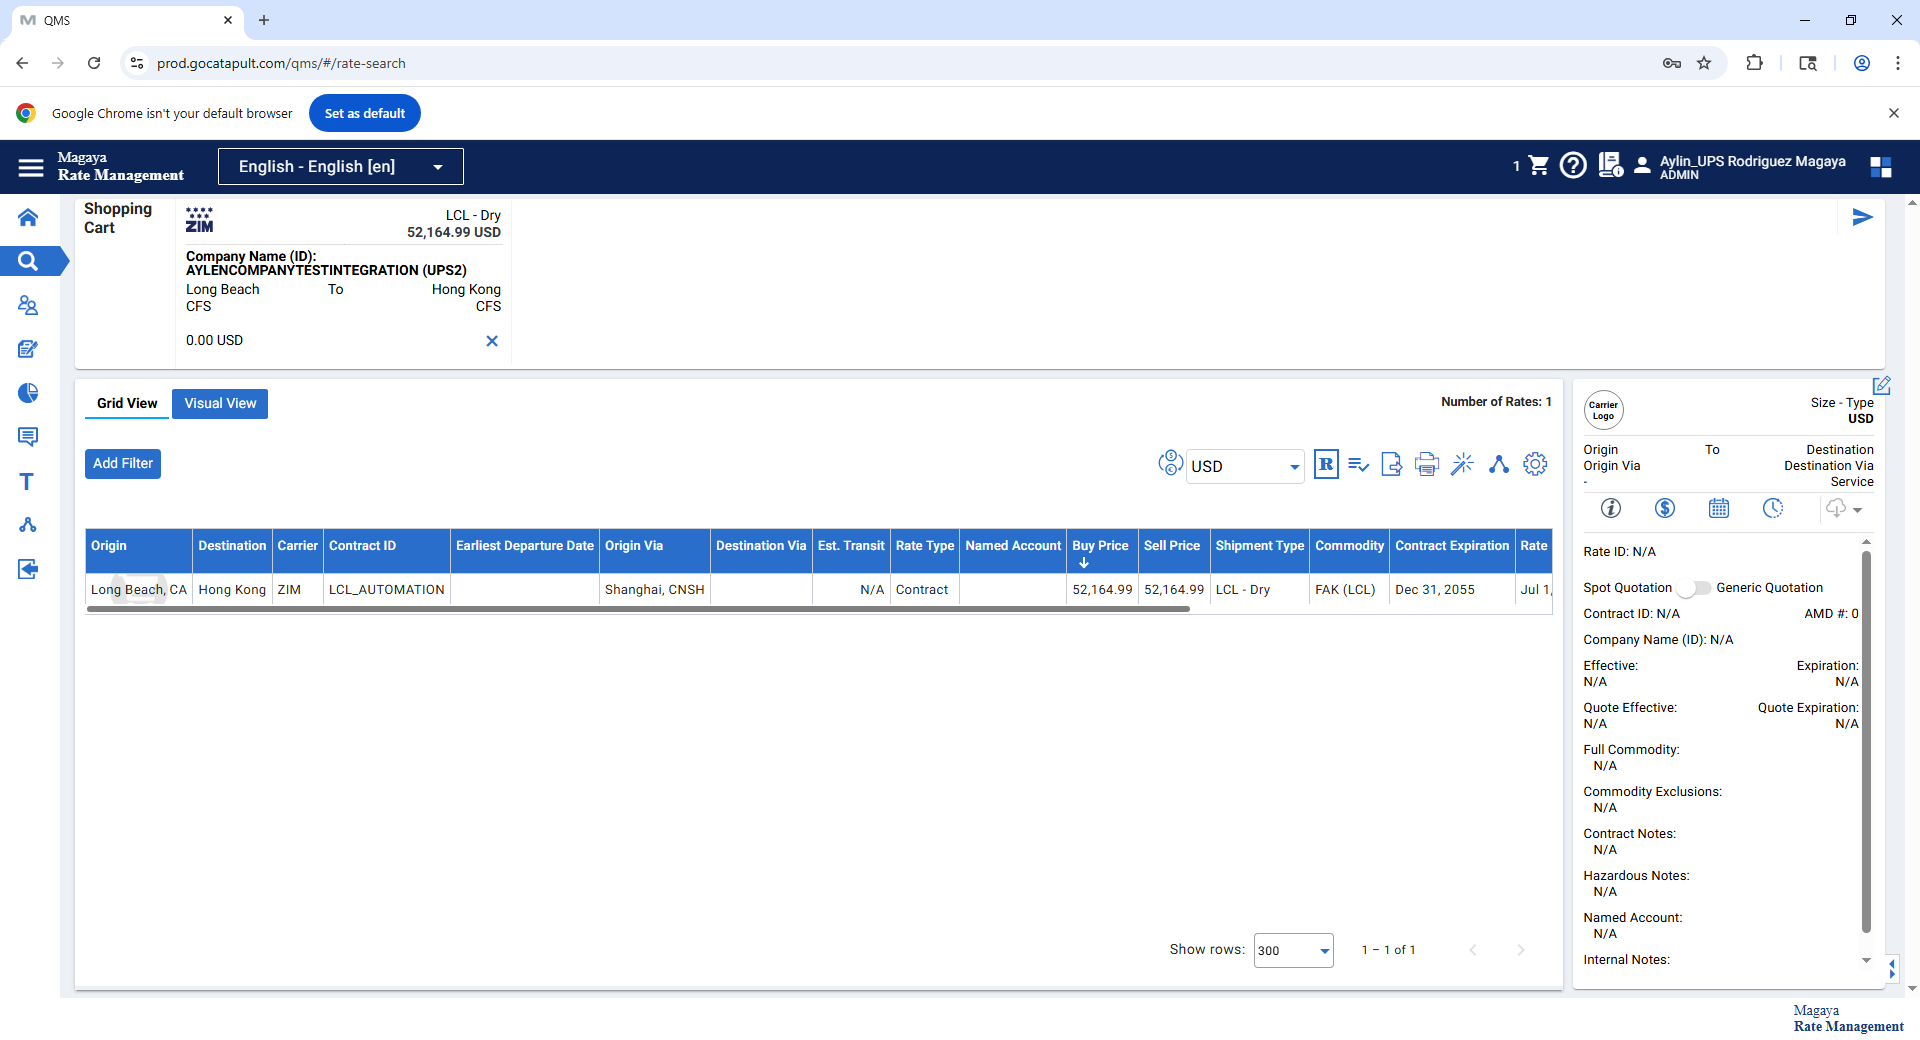 QMS
prod.gocatapult.com/qms/#/rate-search
Google Chrome isn't your default browser
Set as default
Magaya
Rate Management
English - English [en]
1
Aylin_UPS Rodriguez Magaya
ADMIN
Shopping
Cart
ZIM
LCL - Dry
52,164.99 USD
Company Name (ID):
AYLENCOMPANYTESTINTEGRATION (UPS2)
Long Beach To Hong Kong
CFS CFS
0.00 USD
Grid View
Visual View
Number of Rates: 1
Add Filter
USD
R
Origin Destination Carrier Contract ID Earliest Departure Date Origin Via Destination Via Est. Transit Rate Type Named Account Buy Price Sell Price Shipment Type Commodity Contract Expiration Rate
Long Beach, CA Hong Kong ZIM LCL_AUTOMATION Shanghai, CNSH N/A Contract 52,164.99 52,164.99 LCL - Dry FAK (LCL) Dec 31, 2055 Jul 1,
Show rows: 300 1 – 1 of 1
Carrier
Logo
Size - Type
USD
Origin To Destination
Origin Via Destination Via
- Service
Rate ID: N/A
Spot Quotation Generic Quotation
Contract ID: N/A AMD #: 0
Company Name (ID): N/A
Effective: Expiration:
N/A N/A
Quote Effective: Quote Expiration:
N/A N/A
Full Commodity:
N/A
Commodity Exclusions:
N/A
Contract Notes:
N/A
Hazardous Notes:
N/A
Named Account:
N/A
Internal Notes:
Magaya
Rate Management